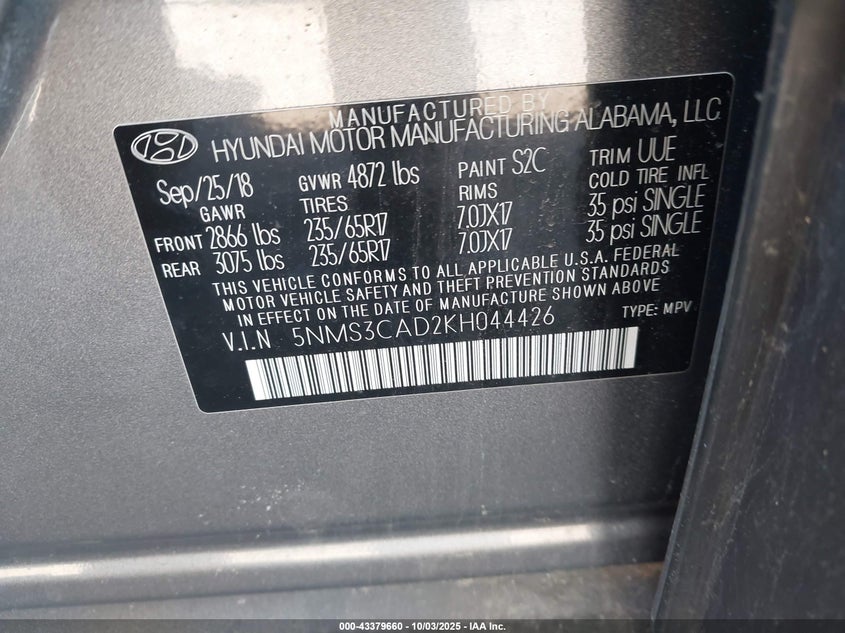 MANUFACTURED BY
HYUNDAI MOTOR MANUFACTURING ALABAMA, LLC
Sep/25/18 GVWR 4872 lbs PAINT S2C TRIM UUE
GAWR TIRES RIMS COLD TIRE INFL
FRONT 2866 lbs 235/65R17 7.0JX17 35 psi SINGLE
REAR 3075 lbs 235/65R17 7.0JX17 35 psi SINGLE
THIS VEHICLE CONFORMS TO ALL APPLICABLE U.S.A. FEDERAL
MOTOR VEHICLE SAFETY AND THEFT PREVENTION STANDARDS
IN EFFECT ON THE DATE OF MANUFACTURE SHOWN ABOVE
V.I.N 5NMS3CAD2KH044426 TYPE: MPV
000-43379660 - 10/03/2025 - IAA Inc.